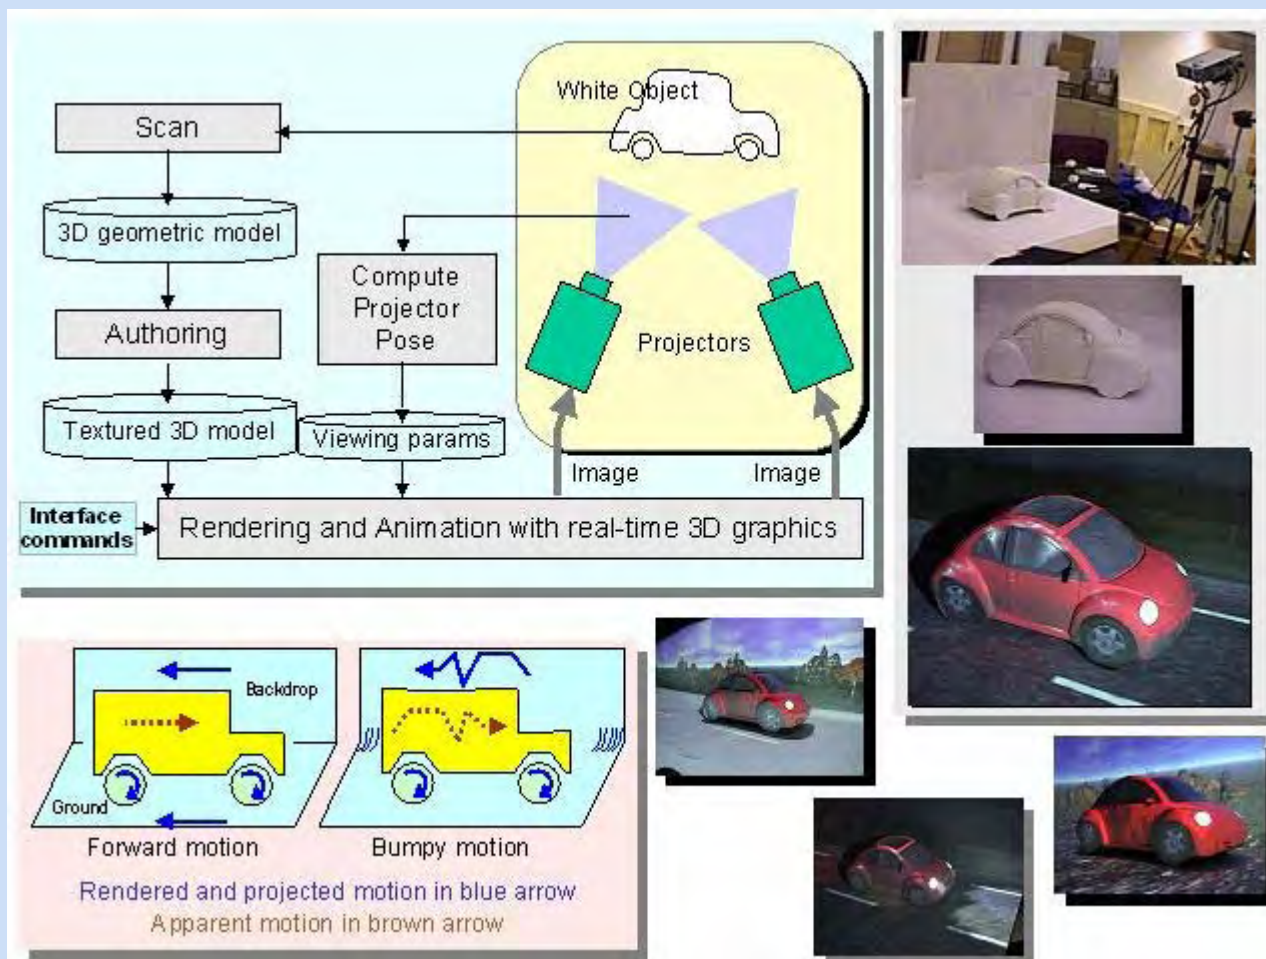 White Object
Scan
3D geometric model
Compute
Projector
Pose
Authoring
Projectors
Textured 3D model
Viewing params
Image
Image
Interface
commands
Rendering and Animation with real-time 3D graphics
Backdrop
Ground
Forward motion
Bumpy motion
Rendered and projected motion in blue arrow
Apparent motion in brown arrow